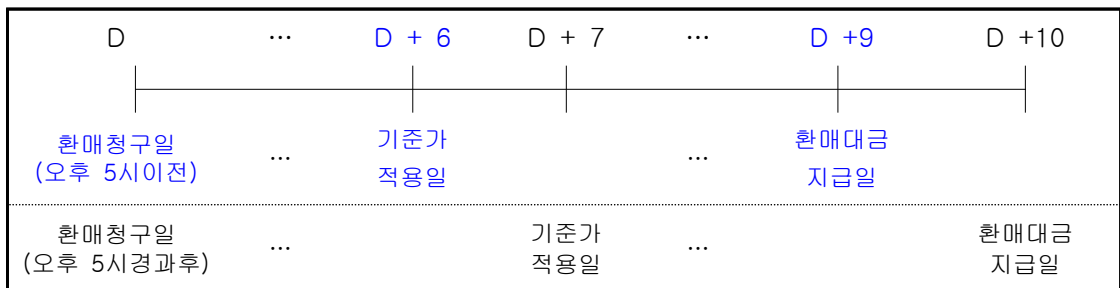 D ... D + 6 D + 7 ... D +9 D +10
환매청구일 ... 기준가 ... 환매대금
(오후 5시이전) 적용일 지급일
환매청구일 ... 기준가 ... 환매대금
(오후 5시경과후) 적용일 지급일